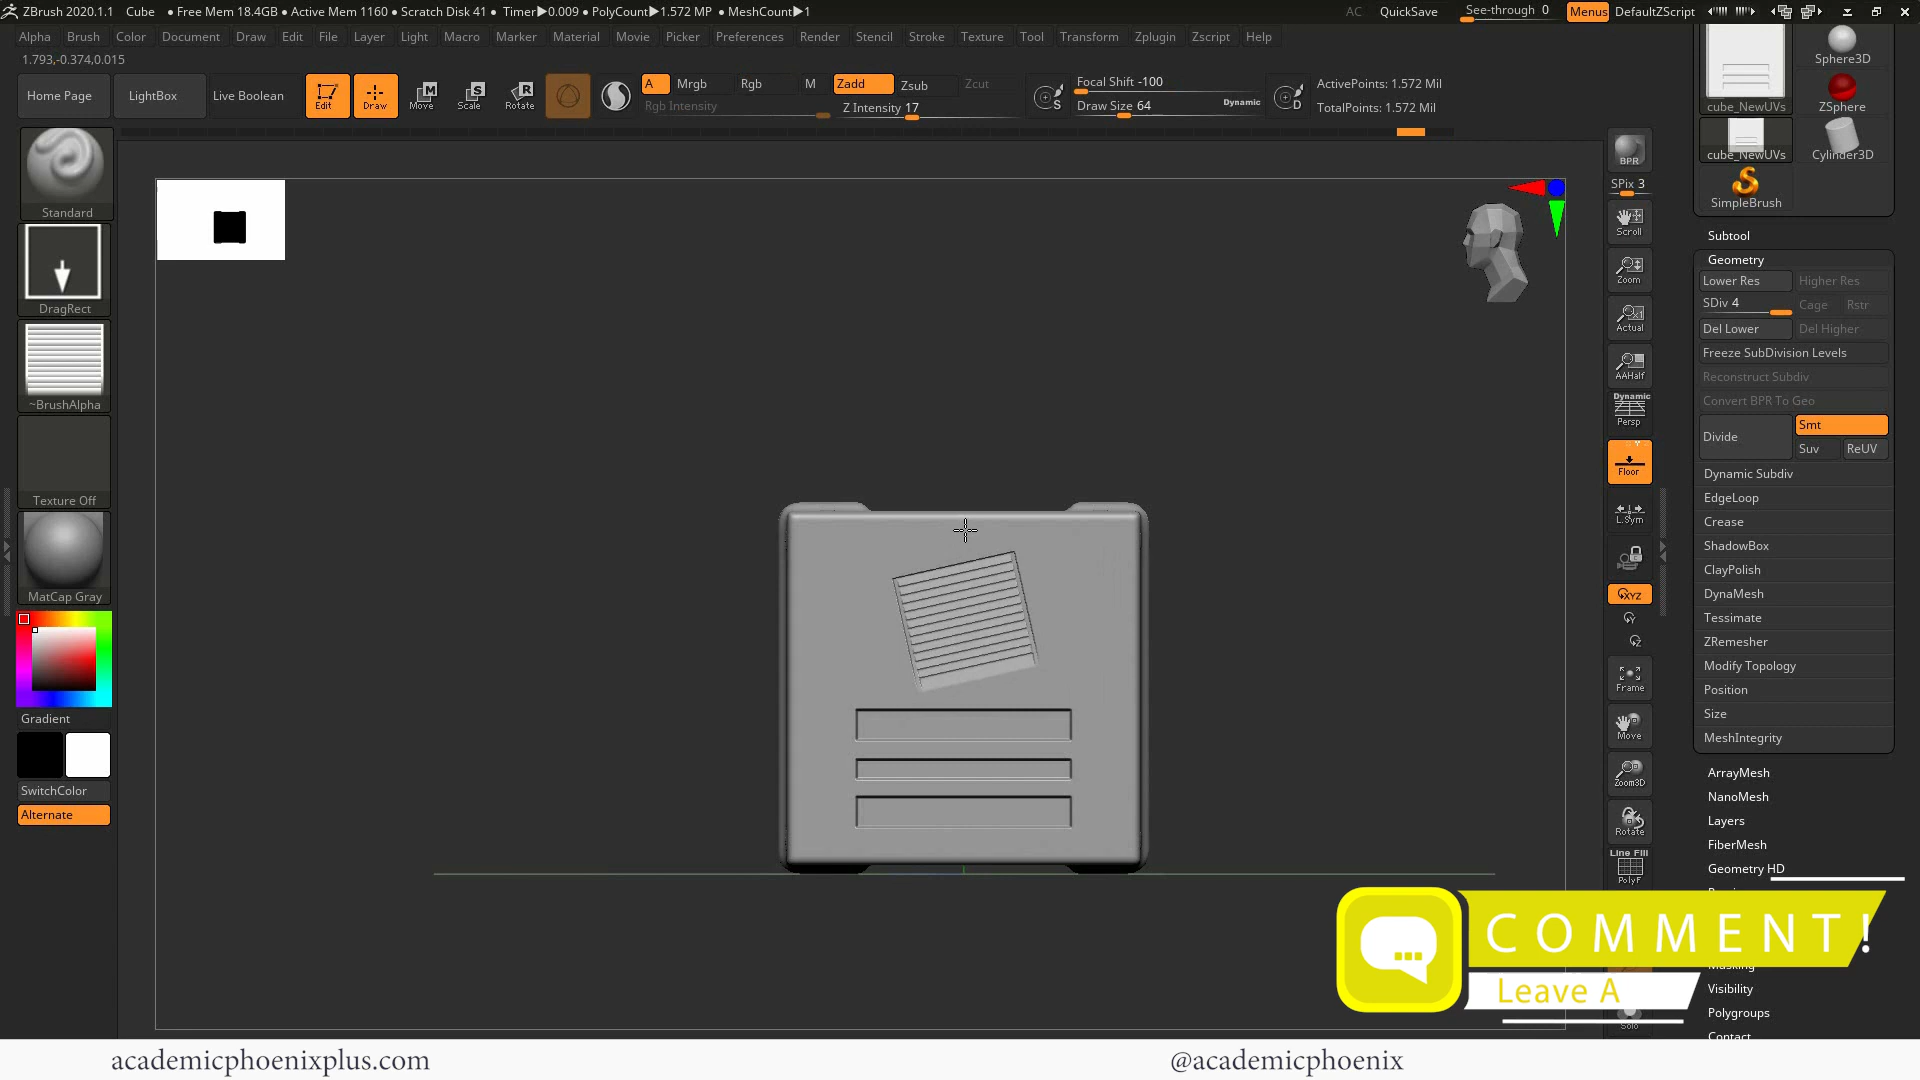 ZBrush 2020.1.1 Cube • Free Mem 18.4GB • Active Mem 1160 • Scratch Disk 41 • Timer▶0.009 • PolyCount▶1.572 MP • MeshCount▶1 AC QuickSave See-through 0 Menus DefaultZScript
Alpha Brush Color Document Draw Edit File Layer Light Macro Marker Material Movie Picker Preferences Render Stencil Stroke Texture Tool Transform Zplugin Zscript Help
1.793,-0.374,0.015
Home Page LightBox Live Boolean Edit Draw Move Scale Rotate
A Mrgb Rgb M Zadd Zsub Zcut
Rgb Intensity Z Intensity 17
S Focal Shift -100
Draw Size 64 Dynamic D
ActivePoints: 1.572 Mil
TotalPoints: 1.572 Mil
Standard
DragRect
~BrushAlpha
Texture Off
MatCap Gray
Gradient
SwitchColor
Alternate
BPR
SPix 3
Scroll
Zoom
Actual
AAHalf
Dynamic
Persp
Floor
L.Sym
XYZ
Y
Z
Frame
Move
Zoom3D
Rotate
Line Fill
PolyF
Solo
Sphere3D
cube_NewUVs ZSphere
cube_NewUVs Cylinder3D
SimpleBrush
Subtool
Geometry
Lower Res Higher Res
SDiv 4 Cage Rstr
Del Lower Del Higher
Freeze SubDivision Levels
Reconstruct Subdiv
Convert BPR To Geo
Divide Smt
Suv ReUV
Dynamic Subdiv
EdgeLoop
Crease
ShadowBox
ClayPolish
DynaMesh
Tessimate
ZRemesher
Modify Topology
Position
Size
MeshIntegrity
ArrayMesh
NanoMesh
Layers
FiberMesh
Geometry HD
Masking
Visibility
Polygroups
Contact
COMMENT!
Leave A
academicphoenixplus.com @academicphoenix